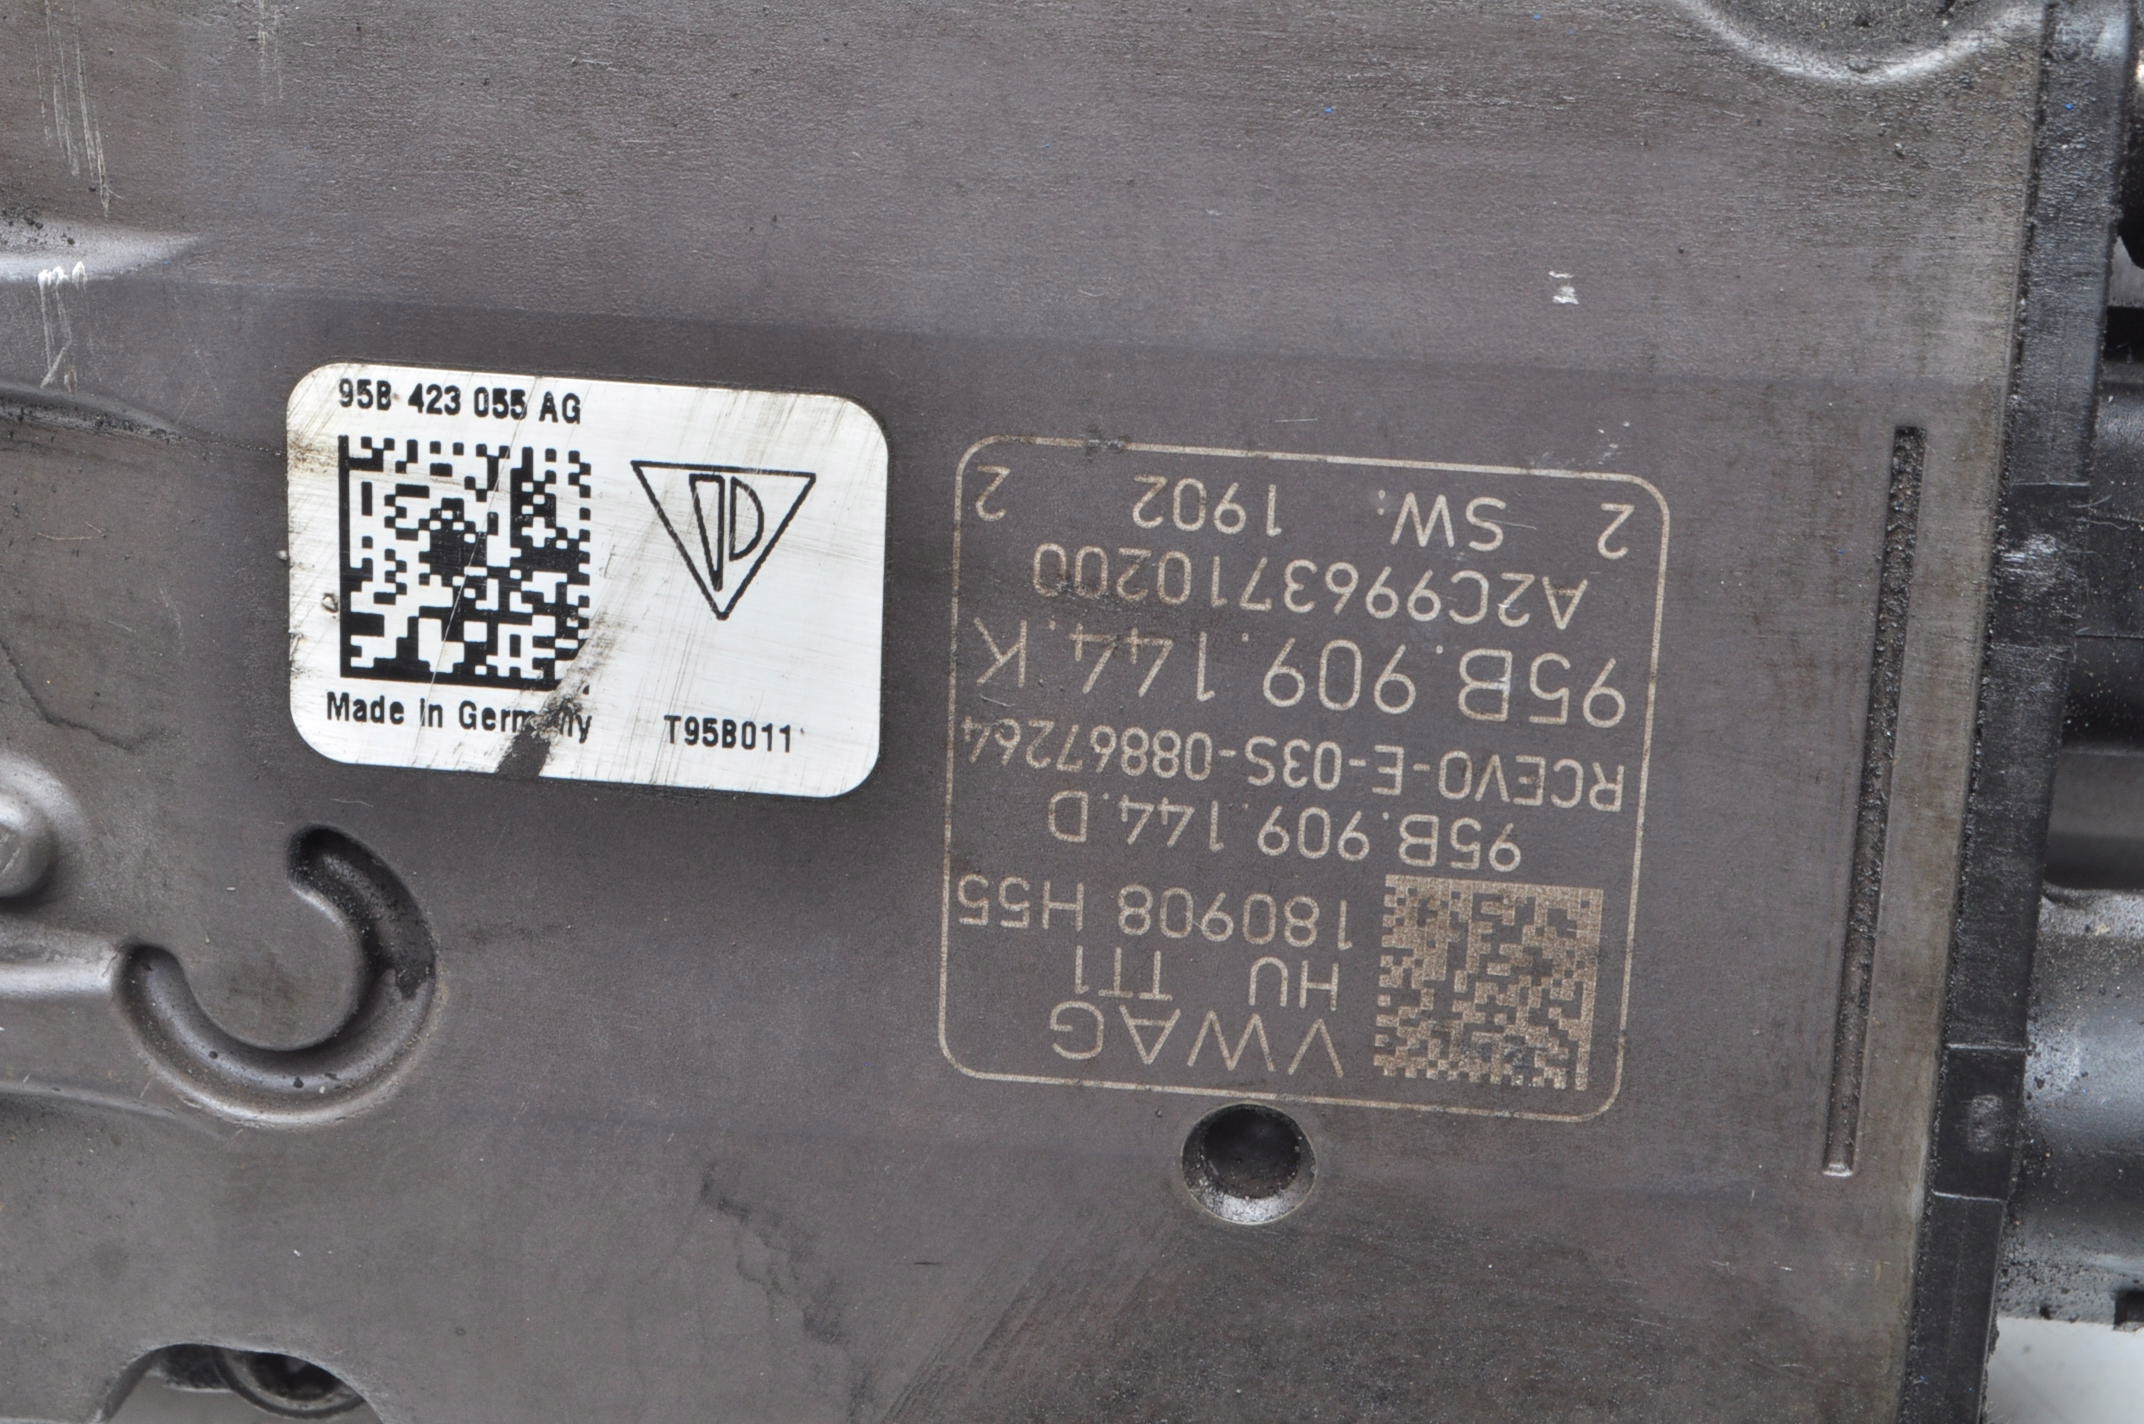 95B 423 055 AG
Made in Germany
T95B011
VWAG
HU TT1
180908 H55
95B.909.144.D
RCEVO-E-03S-08867264
95B.909.144.K
A2C9963710200
2 SW: 1902 2